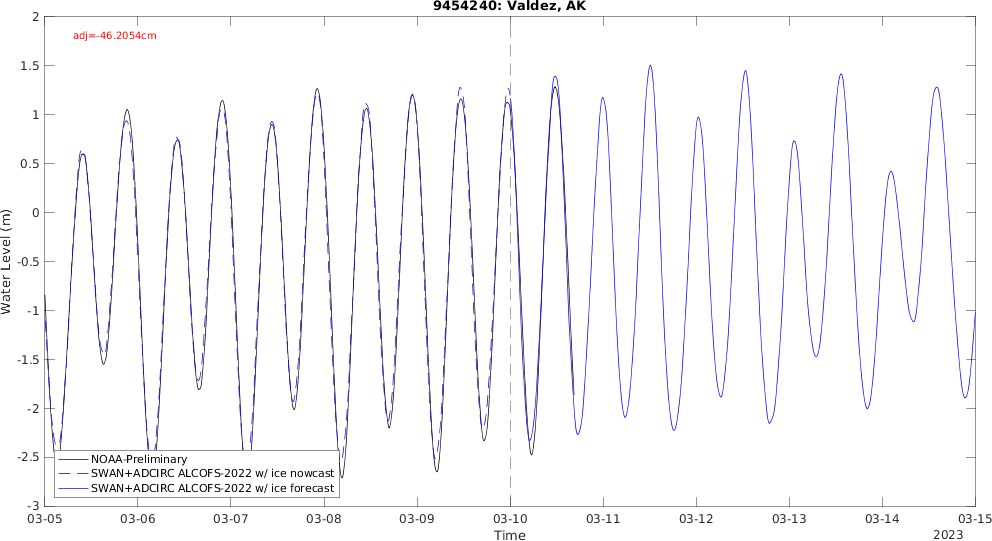 9454240: Valdez, AK
adj=-46.2054cm
2
1.5
1
0.5
0
-0.5
-1
-1.5
-2
-2.5
-3
Water Level (m)
NOAA-Preliminary
SWAN+ADCIRC ALCOFS-2022 w/ ice nowcast
SWAN+ADCIRC ALCOFS-2022 w/ ice forecast
03-05 03-06 03-07 03-08 03-09 03-10 03-11 03-12 03-13 03-14 03-15
Time
2023